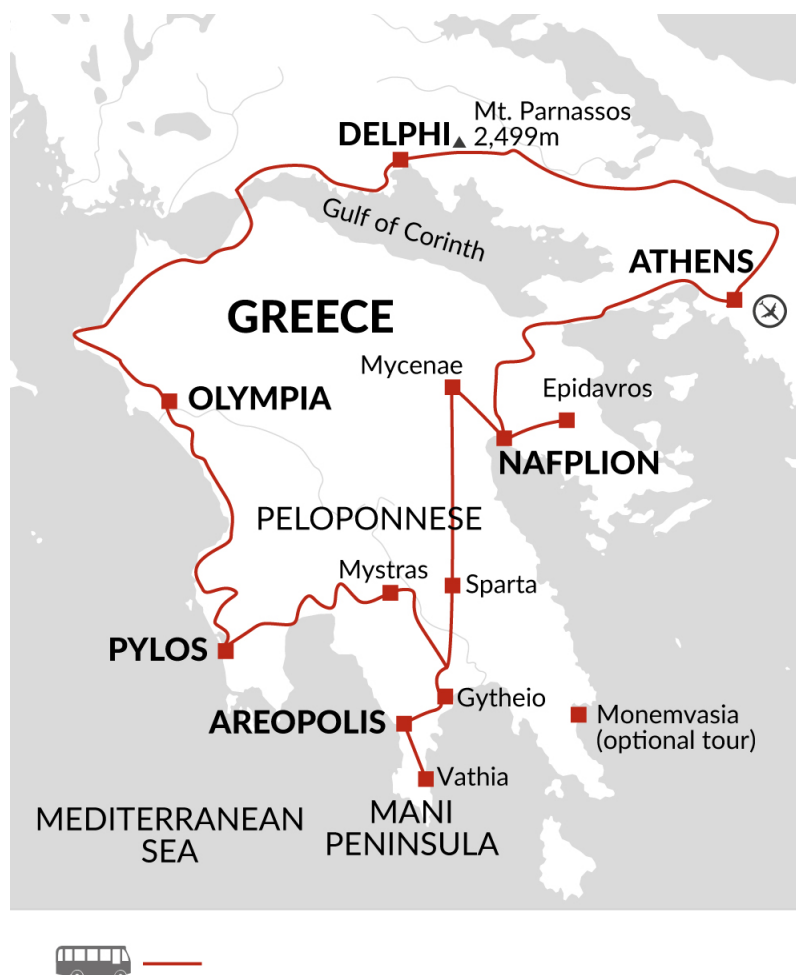 Mt. Parnassos
DELPHI 2,499m
Gulf of Corinth
ATHENS
GREECE
Mycenae
Epidavros
OLYMPIA
NAFPLION
PELOPONNESE
Mystras
Sparta
PYLOS
Gytheio
AREOPOLIS
Monemvasia
(optional tour)
Vathia
MEDITERRANEAN
SEA
MANI
PENINSULA